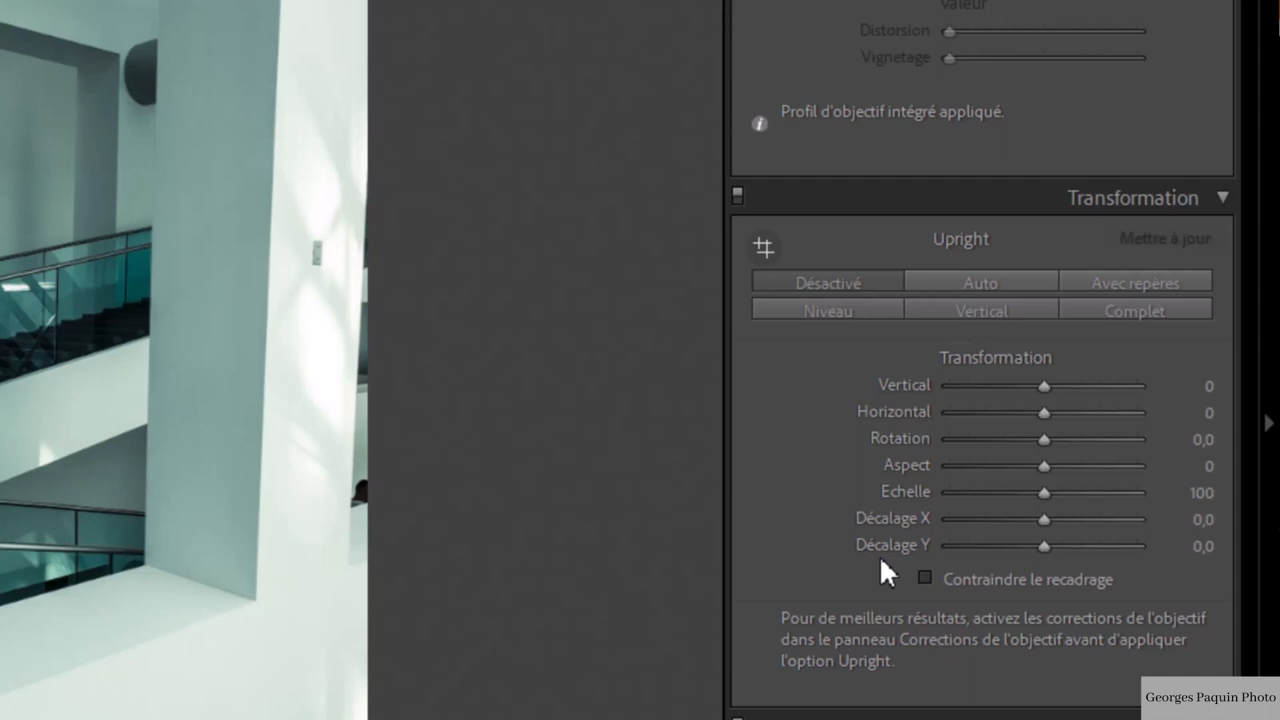 Valeur
Distorsion
Vignetage
Profil d'objectif intégré appliqué.
Transformation
Upright
Mettre à jour
Désactivé
Auto
Avec repères
Niveau
Vertical
Complet
Transformation
Vertical 0
Horizontal 0
Rotation 0,0
Aspect 0
Echelle 100
Décalage X 0,0
Décalage Y 0,0
Contraindre le recadrage
Pour de meilleurs résultats, activez les corrections de l'objectif
dans le panneau Corrections de l'objectif avant d'appliquer
l'option Upright.
Georges Paquin Photo